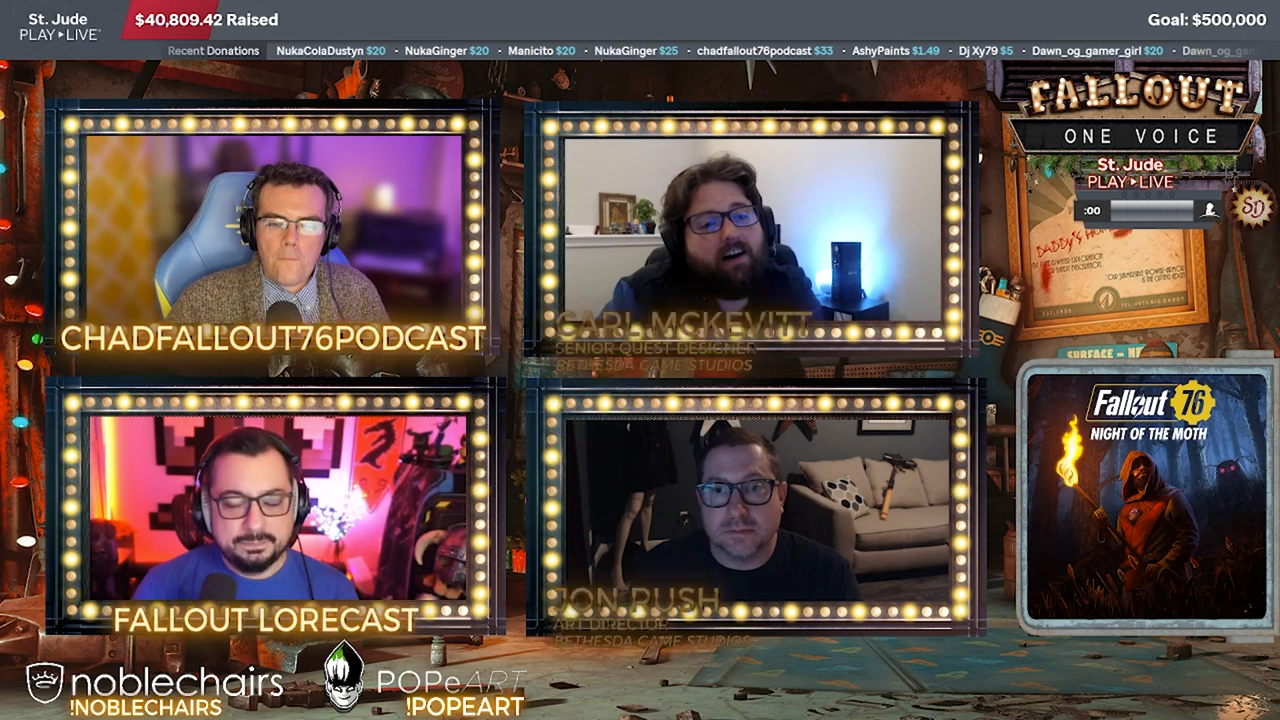 St. Jude
PLAY LIVE
$40,809.42 Raised
Goal: $500,000
Recent Donations
NukaColaDustyn $20 · NukaGinger $20 · Manicito $20 · NukaGinger $25 · chadfallout76podcast $33 · AshyPaints $1.49 · Dj Xy79 $5 · Dawn_og_gamer_girl $20 · Dawn_og_gam
FALLOUT
ONE VOICE
St. Jude
PLAY LIVE
:00
DADDY'S
CHADFALLOUT76PODCAST
CARL MCKEVITT
SENIOR QUEST DESIGNER
BETHESDA GAME STUDIOS
Fallout 76
NIGHT OF THE MOTH
FALLOUT LORECAST
JON RUSH
ART DIRECTOR
BETHESDA GAME STUDIOS
noblechairs
!NOBLECHAIRS
POPeART
!POPEART